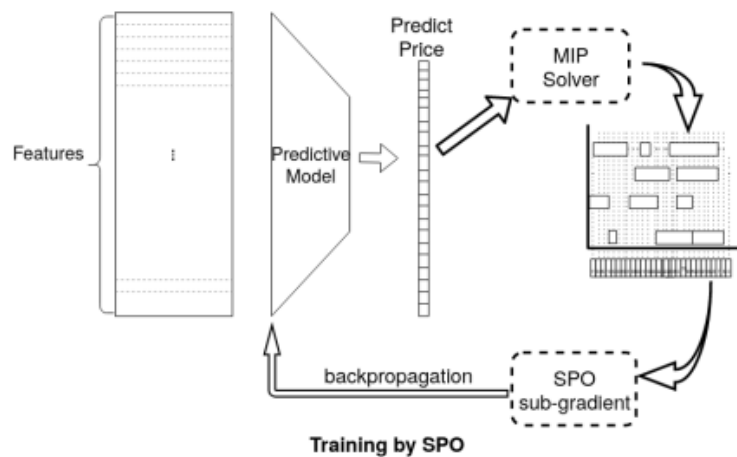 Predict
Price
MIP
Solver
Features
Predictive
Model
backpropagation
SPO
sub-gradient
Training by SPO